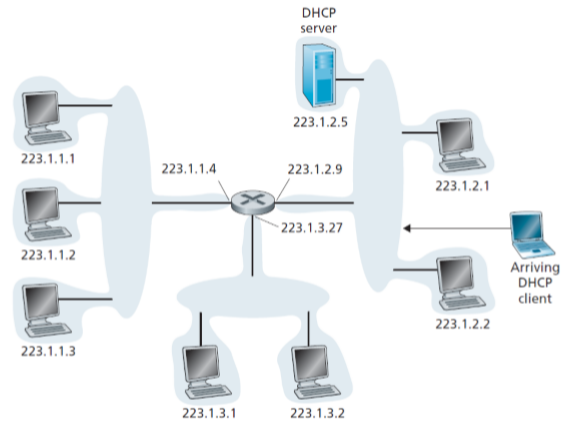 DHCP
server
223.1.2.5
223.1.1.1
223.1.1.4
223.1.2.9
223.1.2.1
223.1.3.27
223.1.1.2
Arriving
DHCP
client
223.1.2.2
223.1.1.3
223.1.3.1
223.1.3.2